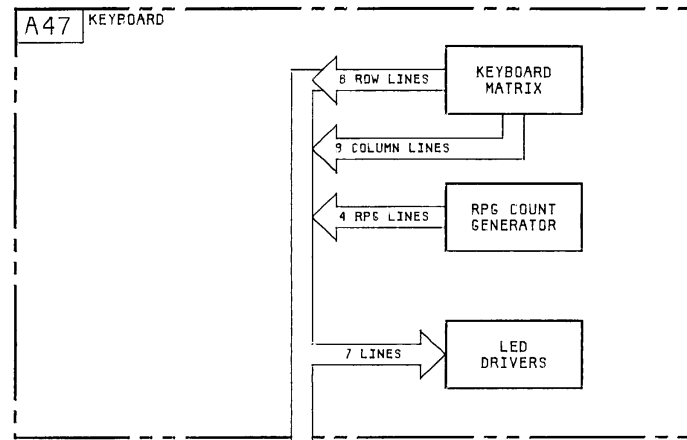 A47 KEYBOARD
8 ROW LINES
KEYBOARD
MATRIX
9 COLUMN LINES
4 RPG LINES
RPG COUNT
GENERATOR
7 LINES
LED
DRIVERS